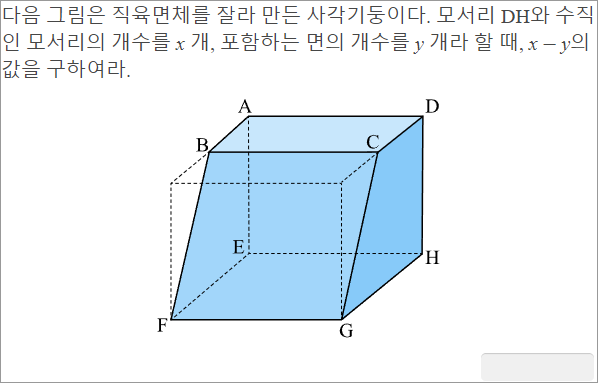 다음 그림은 직육면체를 잘라 만든 사각기둥이다. 모서리 DH와 수직
인 모서리의 개수를 x 개, 포함하는 면의 개수를 y 개라 할 때, x − y의
값을 구하여라.
A
D
B
C
E
H
F
G